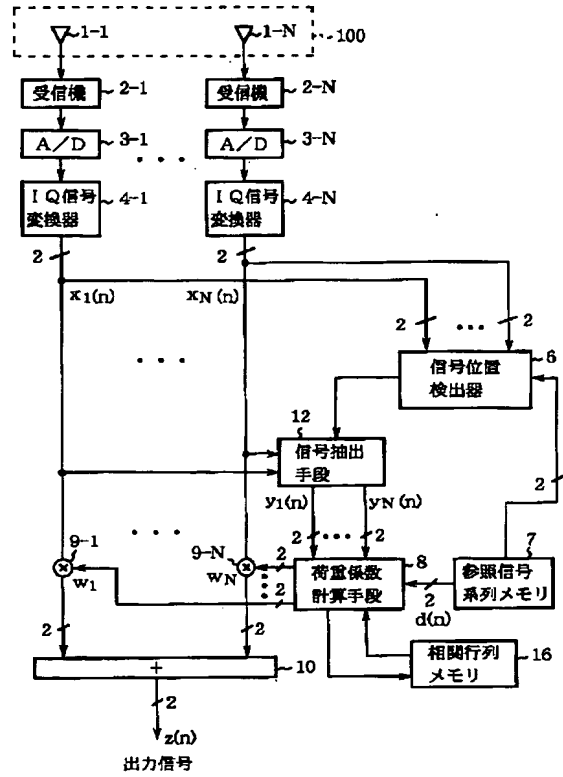 1-1
1-N
100
受信機
2-1
受信機
2-N
A/D
3-1
A/D
3-N
IQ信号
変換器
4-1
IQ信号
変換器
4-N
2
2
x1(n)
xN(n)
2
2
信号位置
検出器
6
12
信号抽出
手段
2
y1(n)
yN(n)
2
2
9-1
9-N
2
荷重係数
計算手段
8
7
参照信号
系列メモリ
w1
wN
2
2
d(n)
2
2
相関行列
メモリ
16
+
10
2
z(n)
出力信号